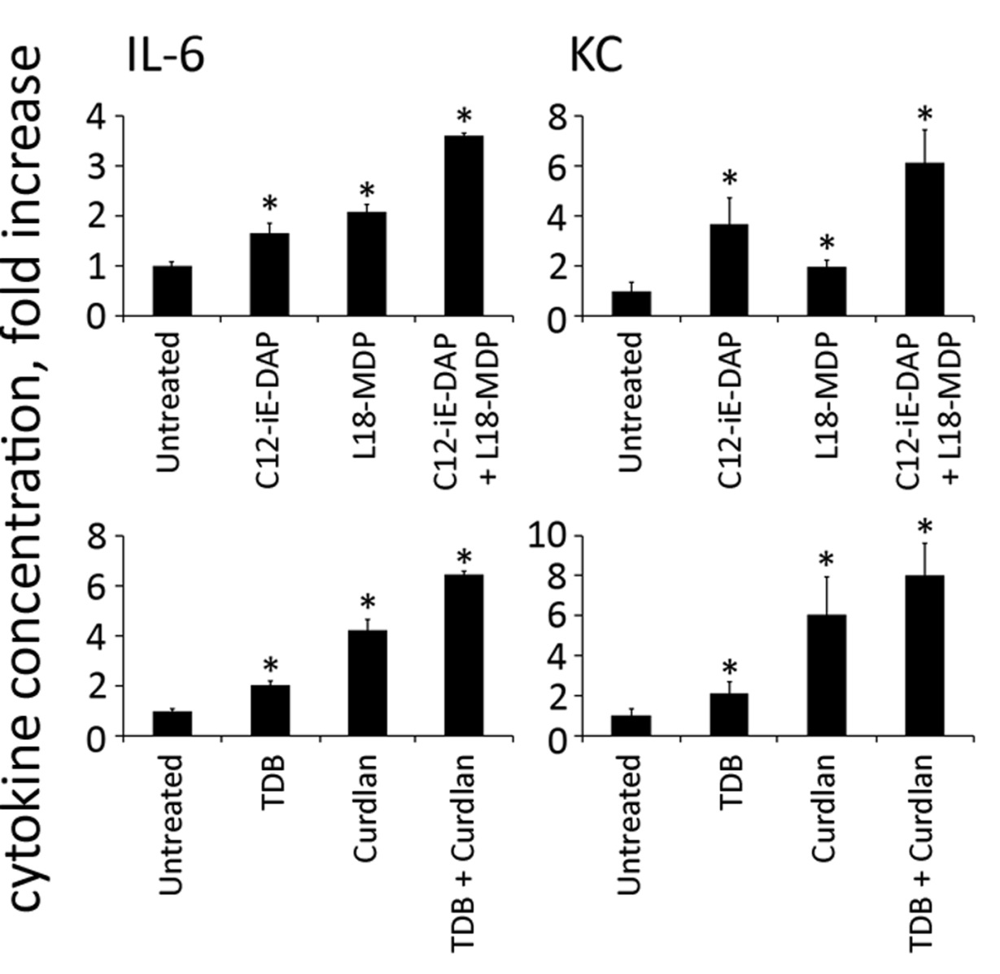 cytokine concentration, fold increase
IL-6
4
3
2
1
0
*
*
*
Untreated
C12-iE-DAP
L18-MDP
C12-iE-DAP
+ L18-MDP
KC
8
6
4
2
0
*
*
*
Untreated
C12-iE-DAP
L18-MDP
C12-iE-DAP
+ L18-MDP
8
6
4
2
0
*
*
*
Untreated
TDB
Curdlan
TDB + Curdlan
10
8
6
4
2
0
*
*
*
Untreated
TDB
Curdlan
TDB + Curdlan